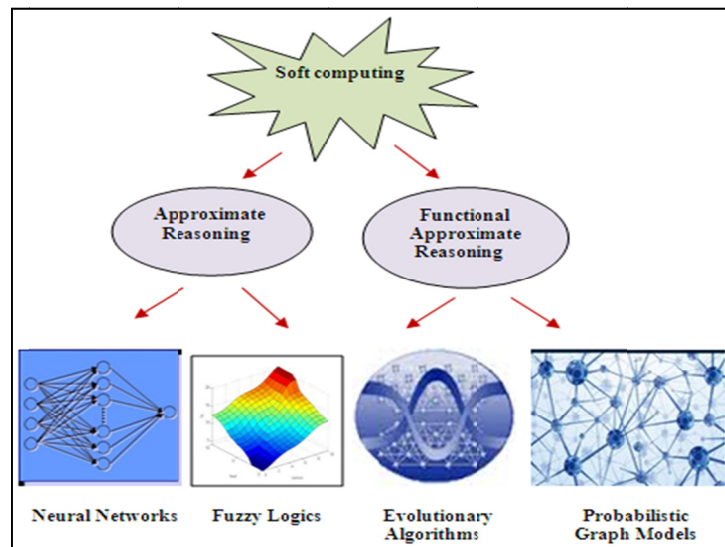 Soft computing
Approximate
Reasoning
Functional
Approximate
Reasoning
Neural Networks
Fuzzy Logics
Evolutionary
Algorithms
Probabilistic
Graph Models